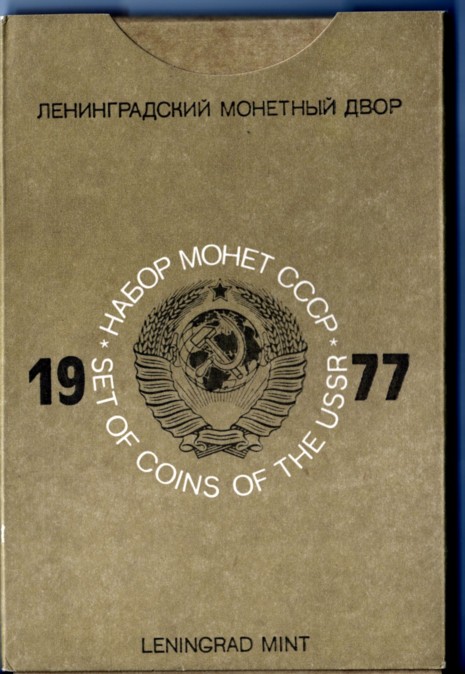 ЛЕНИНГРАДСКИЙ МОНЕТНЫЙ ДВОР
* НАБОР МОНЕТ СССР *
19 77
SET OF COINS OF THE USSR
LENINGRAD MINT